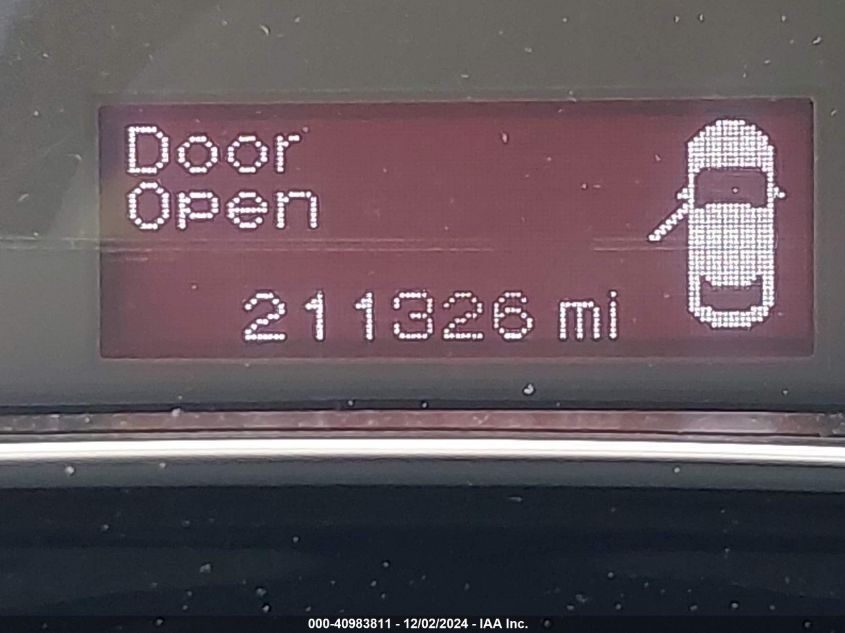 Door
Open
211326 mi
000-40983811 - 12/02/2024 - IAA Inc.